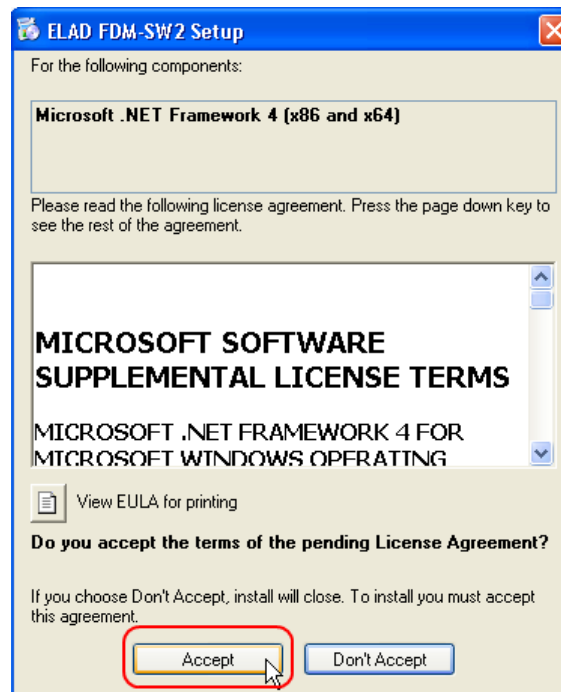 ELAD FDM-SW2 Setup
For the following components:
Microsoft .NET Framework 4 (x86 and x64)
Please read the following license agreement. Press the page down key to
see the rest of the agreement.
MICROSOFT SOFTWARE
SUPPLEMENTAL LICENSE TERMS
MICROSOFT .NET FRAMEWORK 4 FOR
MICROSOFT WINDOWS OPERATING
View EULA for printing
Do you accept the terms of the pending License Agreement?
If you choose Don't Accept, install will close. To install you must accept
this agreement.
Accept
Don't Accept